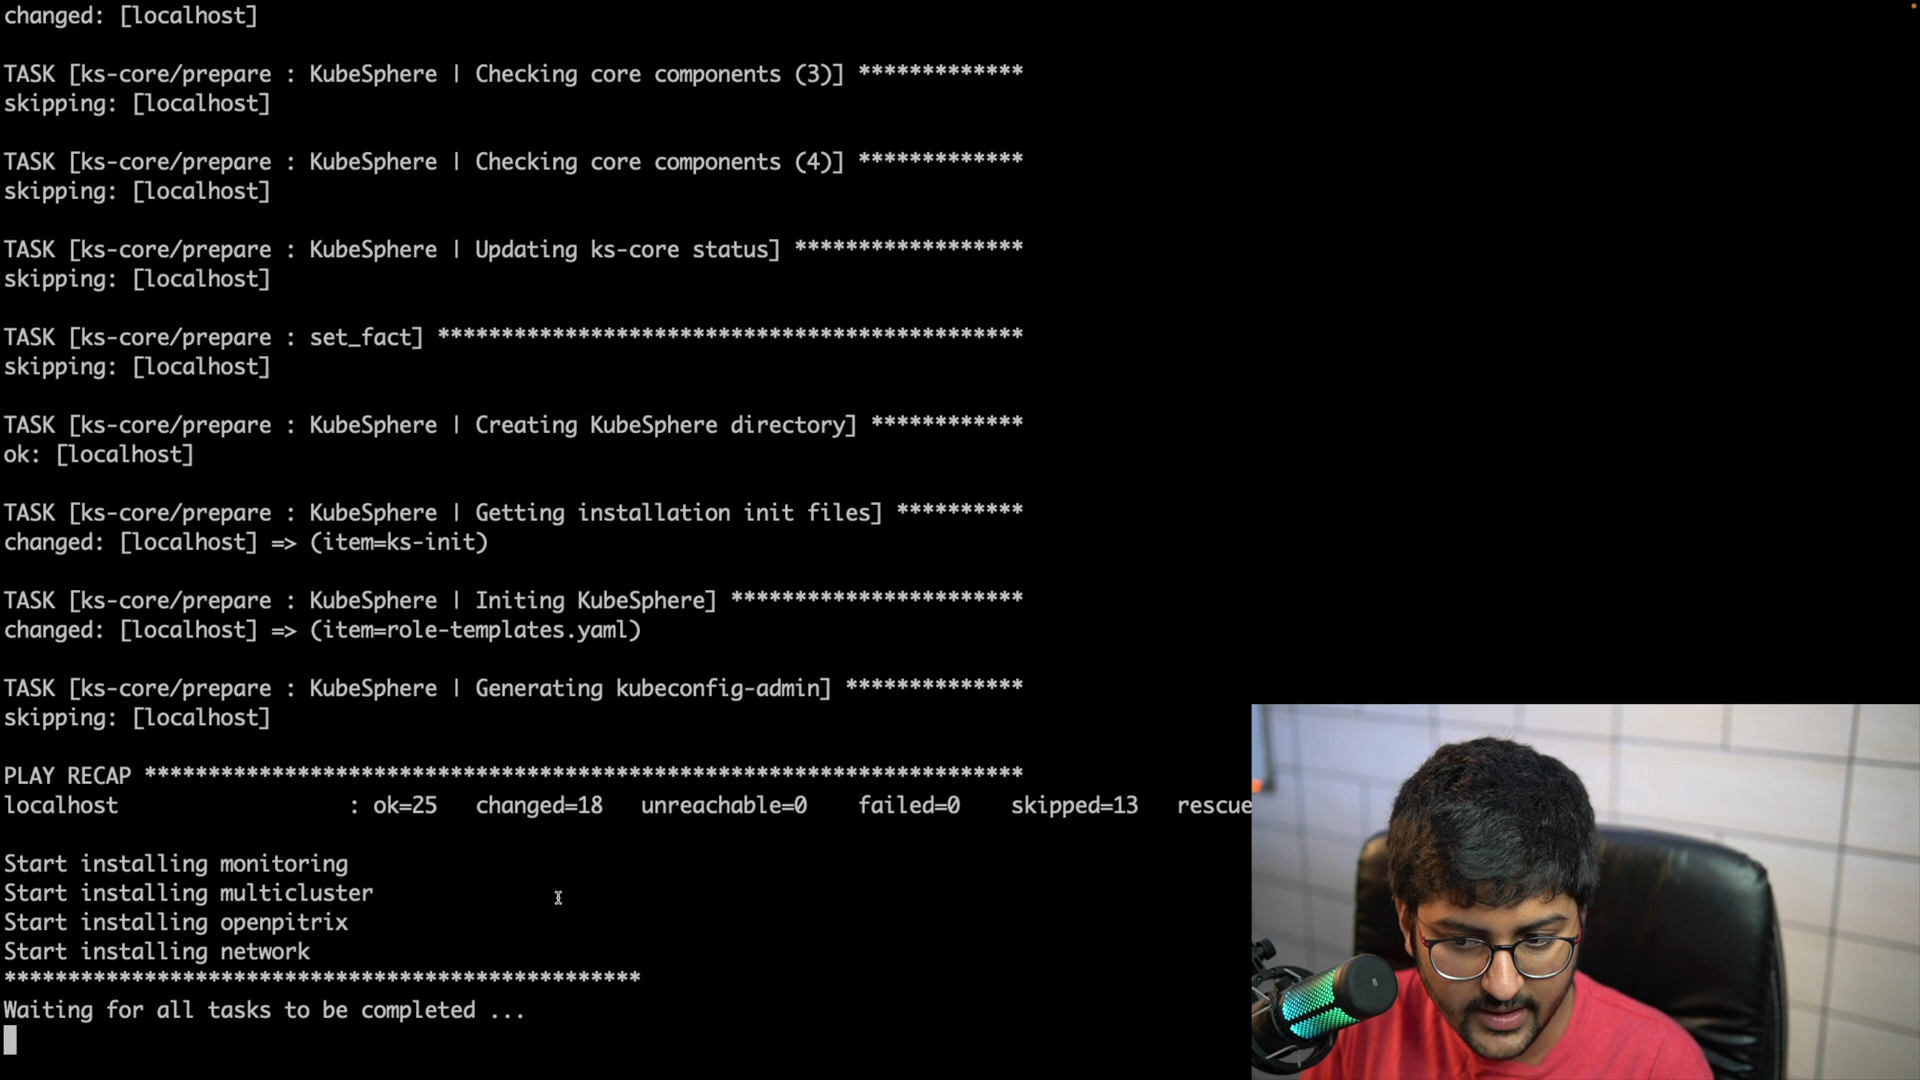 changed: [localhost]
TASK [ks-core/prepare : KubeSphere | Checking core components (3)] *************
skipping: [localhost]
TASK [ks-core/prepare : KubeSphere | Checking core components (4)] *************
skipping: [localhost]
TASK [ks-core/prepare : KubeSphere | Updating ks-core status] ******************
skipping: [localhost]
TASK [ks-core/prepare : set_fact] **********************************************
skipping: [localhost]
TASK [ks-core/prepare : KubeSphere | Creating KubeSphere directory] ************
ok: [localhost]
TASK [ks-core/prepare : KubeSphere | Getting installation init files] **********
changed: [localhost] => (item=ks-init)
TASK [ks-core/prepare : KubeSphere | Initing KubeSphere] ***********************
changed: [localhost] => (item=role-templates.yaml)
TASK [ks-core/prepare : KubeSphere | Generating kubeconfig-admin] **************
skipping: [localhost]
PLAY RECAP *********************************************************************
localhost : ok=25 changed=18 unreachable=0 failed=0 skipped=13 rescue
Start installing monitoring
Start installing multicluster
Start installing openpitrix
Start installing network
**************************************************
Waiting for all tasks to be completed ...